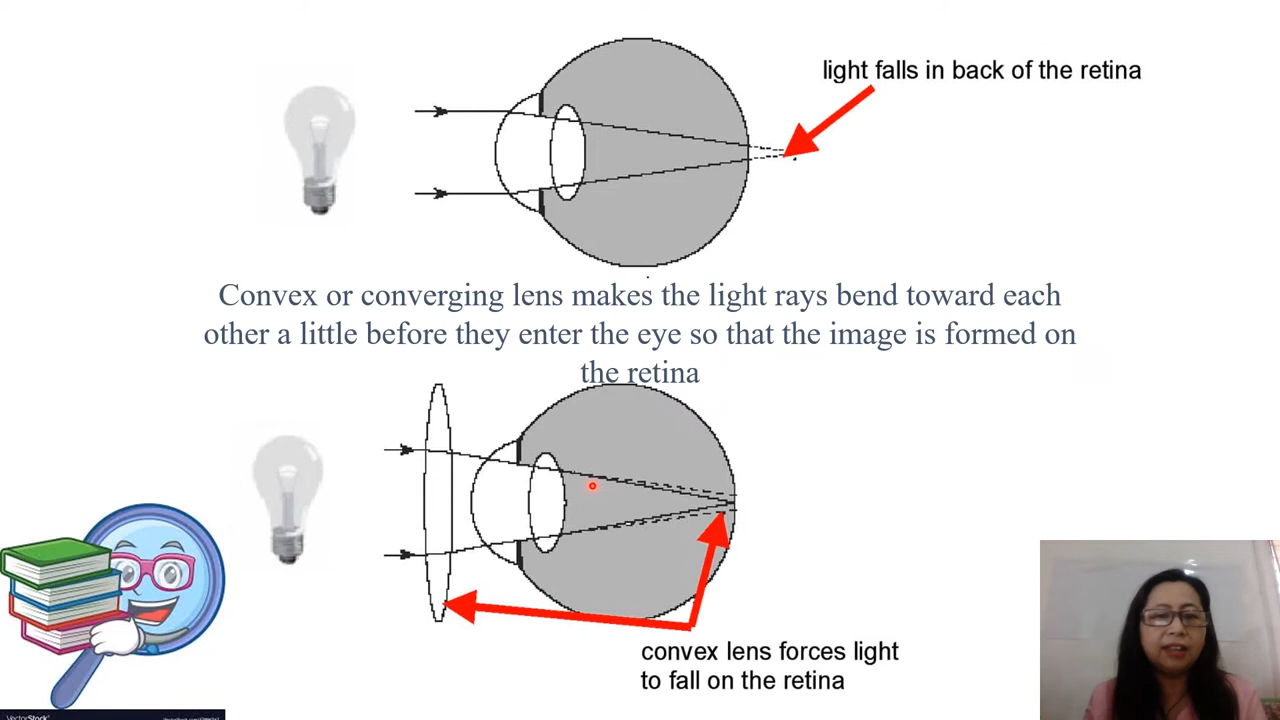 light falls in back of the retina
Convex or converging lens makes the light rays bend toward each
other a little before they enter the eye so that the image is formed on
the retina
convex lens forces light
to fall on the retina
VectorStock